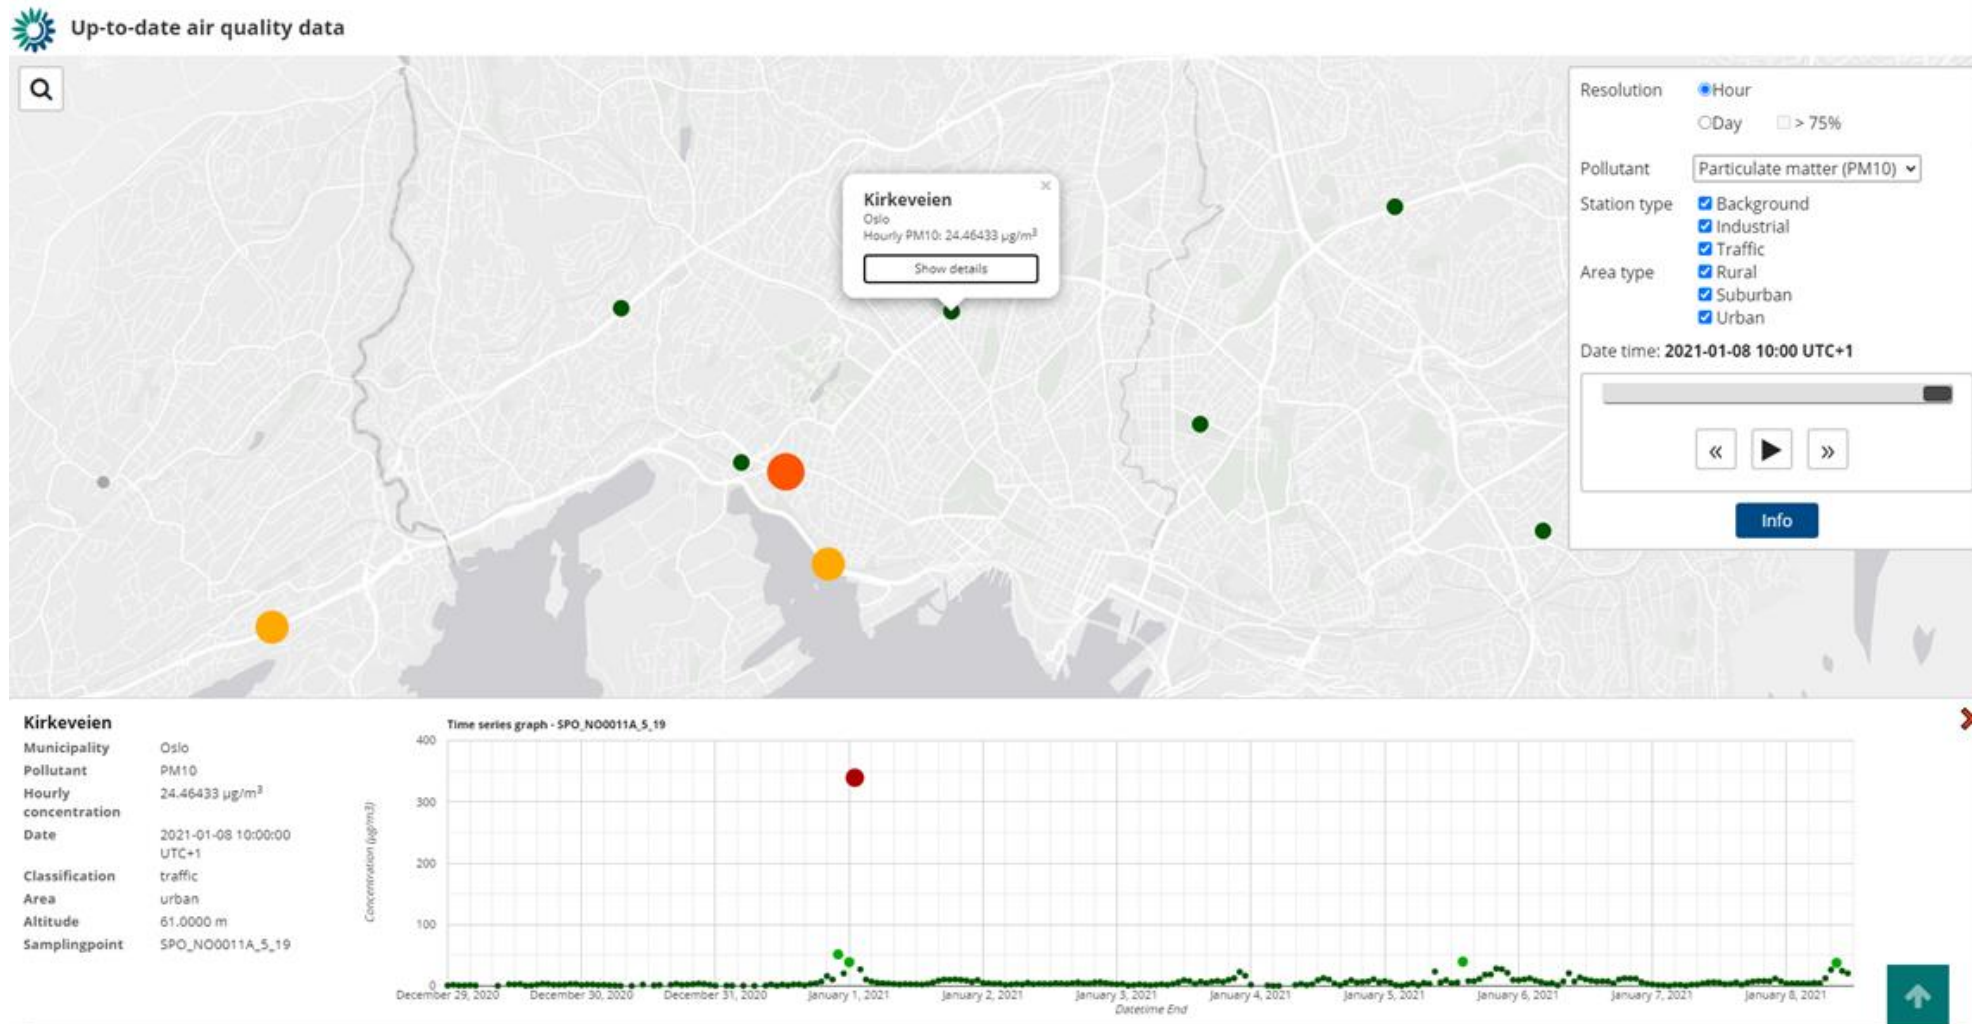 Up-to-date air quality data
Resolution Hour
Day > 75%
Pollutant Particulate matter (PM10)
Station type Background
Industrial
Traffic
Area type Rural
Suburban
Urban
Date time: 2021-01-08 10:00 UTC+1
«
»
Info
×
Kirkeveien
Oslo
Hourly PM10: 24.46433 µg/m³
Show details
Kirkeveien
Municipality Oslo
Pollutant PM10
Hourly concentration 24.46433 µg/m³
Date 2021-01-08 10:00:00
UTC+1
Classification traffic
Area urban
Altitude 61.0000 m
Samplingpoint SPO_NO0011A_5_19
Time series graph - SPO_NO0011A_5_19
Concentration (µg/m3)
400
300
200
100
0
December 29, 2020 December 30, 2020 December 31, 2020 January 1, 2021 January 2, 2021 January 3, 2021 January 4, 2021 January 5, 2021 January 6, 2021 January 7, 2021 January 8, 2021
Datetime End